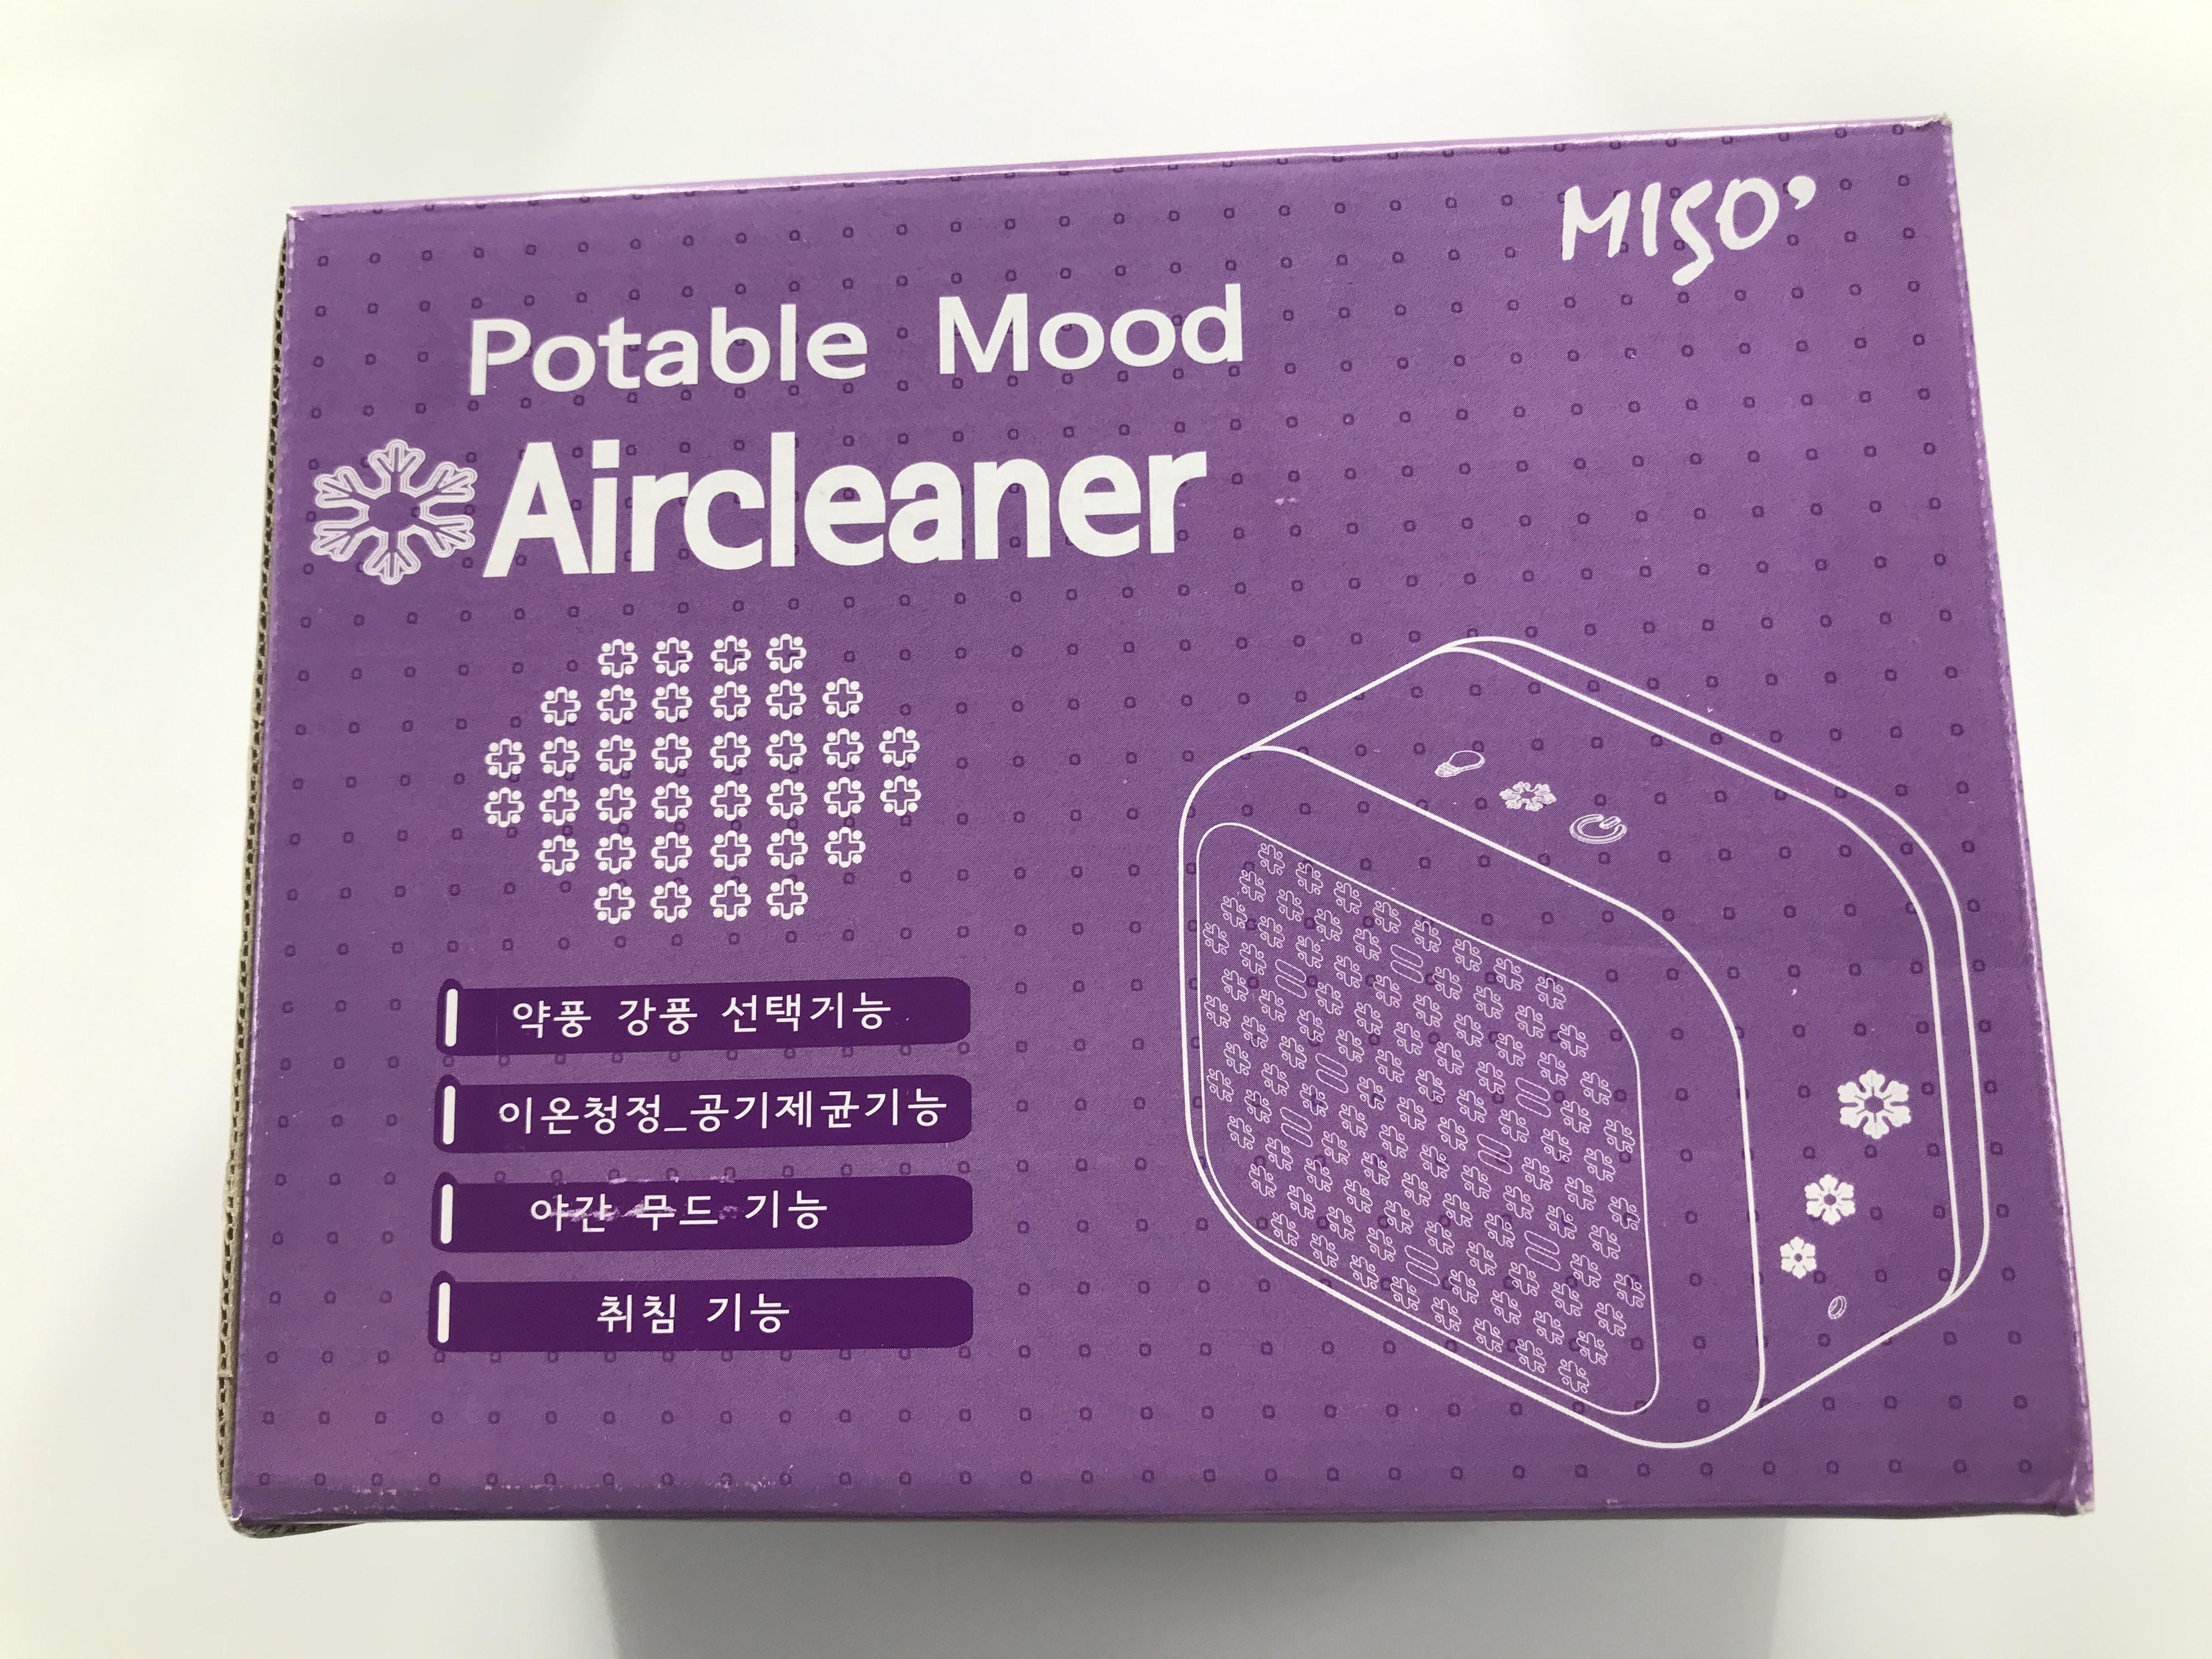 MISO'
Potable Mood
Aircleaner
약풍 강풍 선택기능
이온청정_공기제균기능
야간 무드 기능
취침 기능